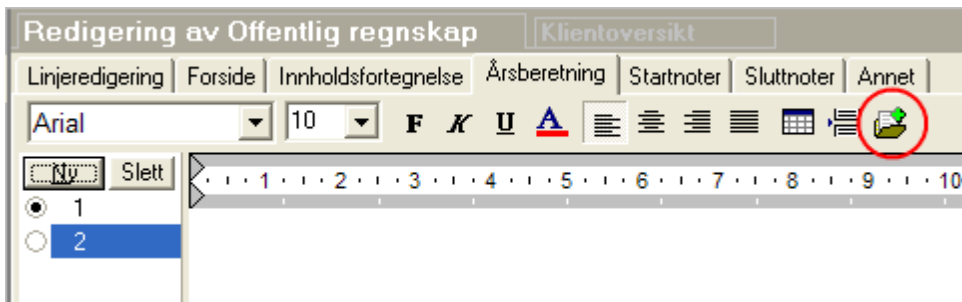 Redigering av Offentlig regnskap Klientoversikt
Linjeredigering Forside Innholdsfortegnelse Årsberetning Startnoter Sluttnoter Annet
Arial 10 F K U A
Ny Slett 1 2 3 4 5 6 7 8 9 10
1
2